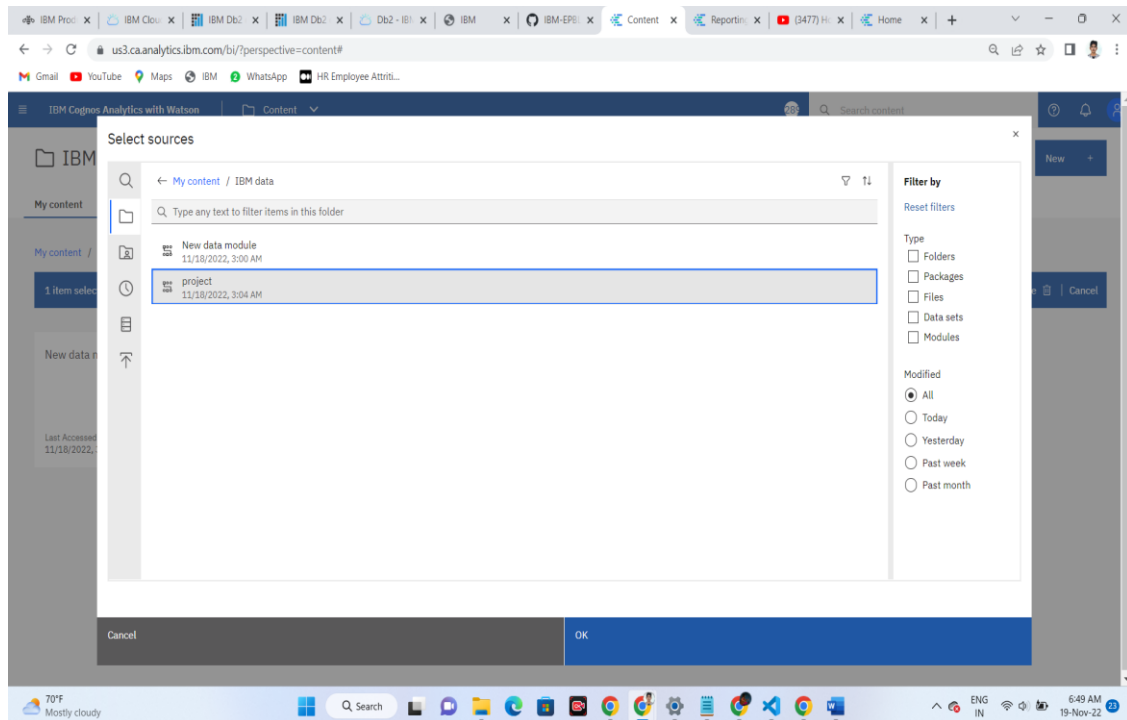 IBM Prod
IBM Clou
IBM Db2
IBM Db2
Db2 - IB
IBM
IBM-EPB
Content
Reporting
(3477) H
Home
us3.ca.analytics.ibm.com/bi/?perspective=content#
Gmail
YouTube
Maps
IBM
WhatsApp
HR Employee Attriti...
IBM Cognos Analytics with Watson
Content
Search content
IBM
New +
My content
My content /
1 item selec
Cancel
New data m
Last Accessed
11/18/2022,
Select sources
My content / IBM data
Type any text to filter items in this folder
New data module
11/18/2022, 3:00 AM
project
11/18/2022, 3:04 AM
Filter by
Reset filters
Type
Folders
Packages
Files
Data sets
Modules
Modified
All
Today
Yesterday
Past week
Past month
Cancel
OK
70°F
Mostly cloudy
Search
ENG
IN
6:49 AM
19-Nov-22
23